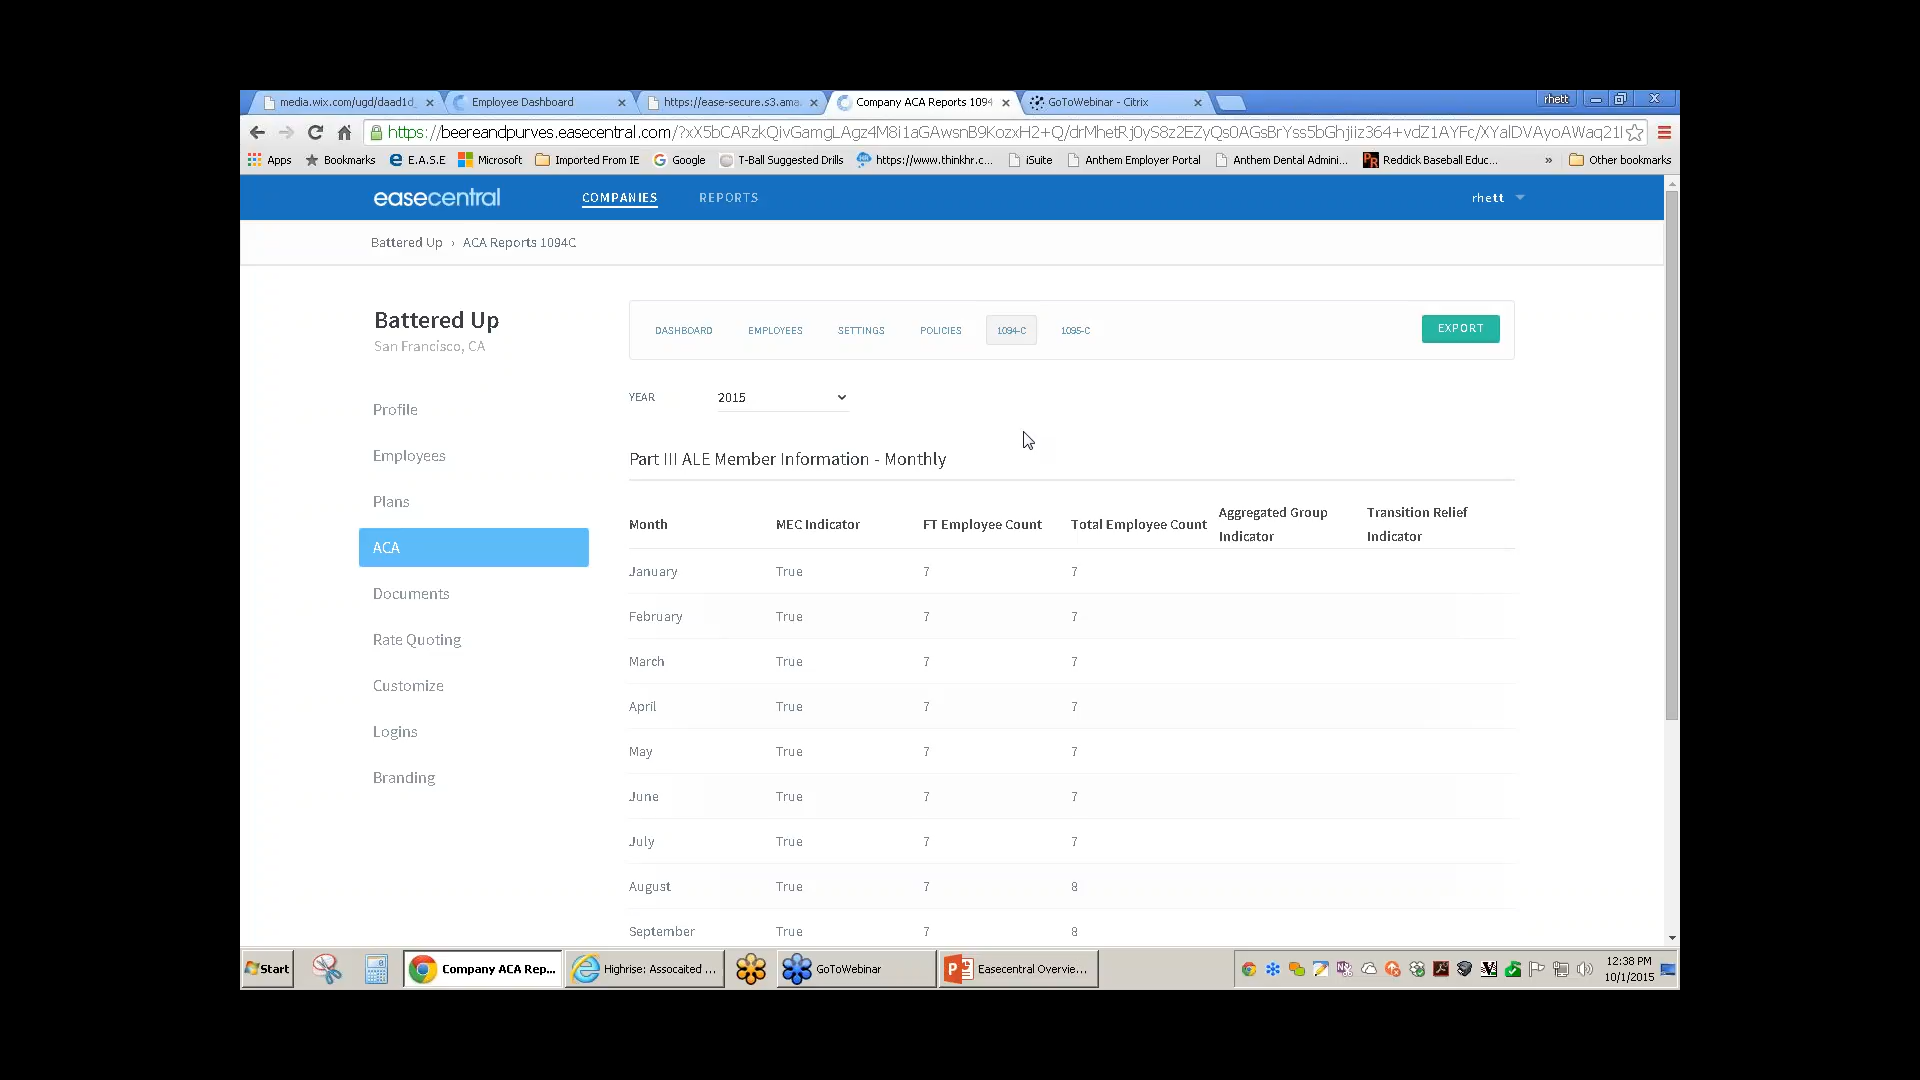 media.wix.com/ugd/daad1d_
Employee Dashboard
https://ease-secure.s3.ama
Company ACA Reports 1094
GoToWebinar - Citrix
rhett
Apps
Bookmarks
E.A.S.E
Microsoft
Imported From IE
Google
T-Ball Suggested Drills
https://www.thinkhr.c...
iSuite
Anthem Employer Portal
Anthem Dental Admini...
Reddick Baseball Educ...
»
Other bookmarks
easecentral
COMPANIES
REPORTS
rhett
Battered Up › ACA Reports 1094C
Battered Up
San Francisco, CA
Profile
Employees
Plans
ACA
Documents
Rate Quoting
Customize
Logins
Branding
DASHBOARD
EMPLOYEES
SETTINGS
POLICIES
1094-C
1095-C
EXPORT
YEAR 2015
Part III ALE Member Information - Monthly
Month MEC Indicator FT Employee Count Total Employee Count Aggregated Group Indicator Transition Relief Indicator
January True 7 7
February True 7 7
March True 7 7
April True 7 7
May True 7 7
June True 7 7
July True 7 7
August True 7 8
September True 7 8
Start
Company ACA Rep...
Highrise: Assocaited ...
GoToWebinar
Easecentral Overvie...
12:38 PM
10/1/2015